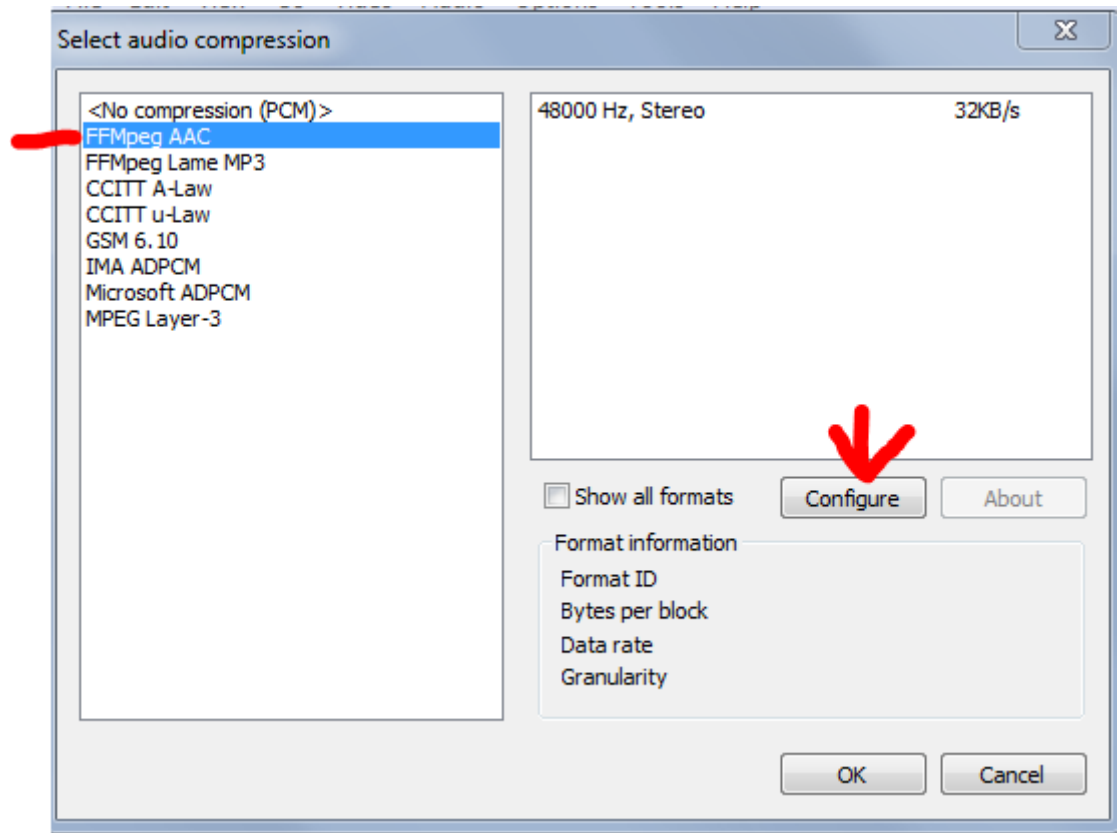 Select audio compression
<No compression (PCM)>
FFMpeg AAC
FFMpeg Lame MP3
CCITT A-Law
CCITT u-Law
GSM 6.10
IMA ADPCM
Microsoft ADPCM
MPEG Layer-3
48000 Hz, Stereo 32KB/s
Show all formats
Configure
About
Format information
Format ID
Bytes per block
Data rate
Granularity
OK
Cancel